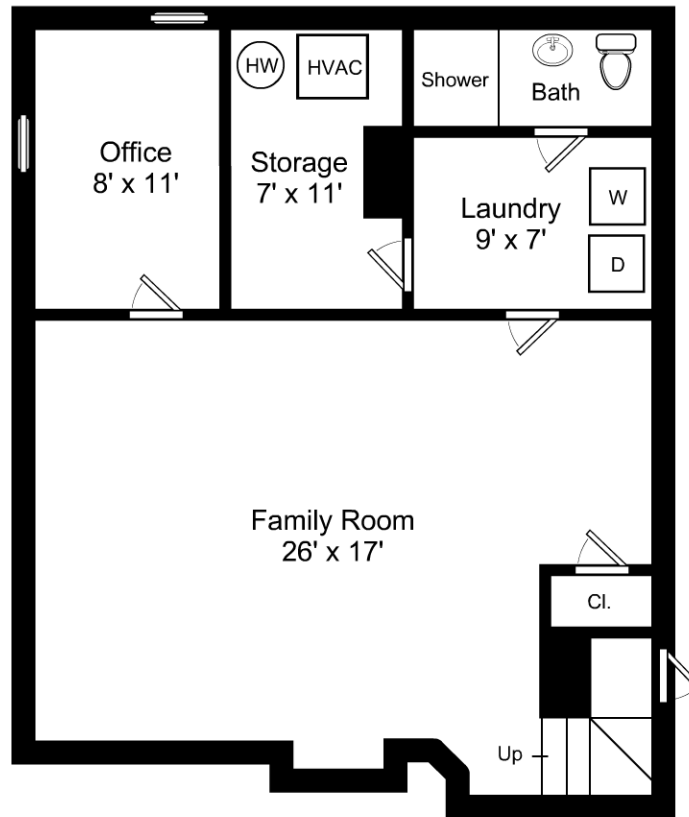 HW
HVAC
Shower
Bath
Office
8' x 11'
Storage
7' x 11'
Laundry
9' x 7'
W
D
Family Room
26' x 17'
Cl.
Up